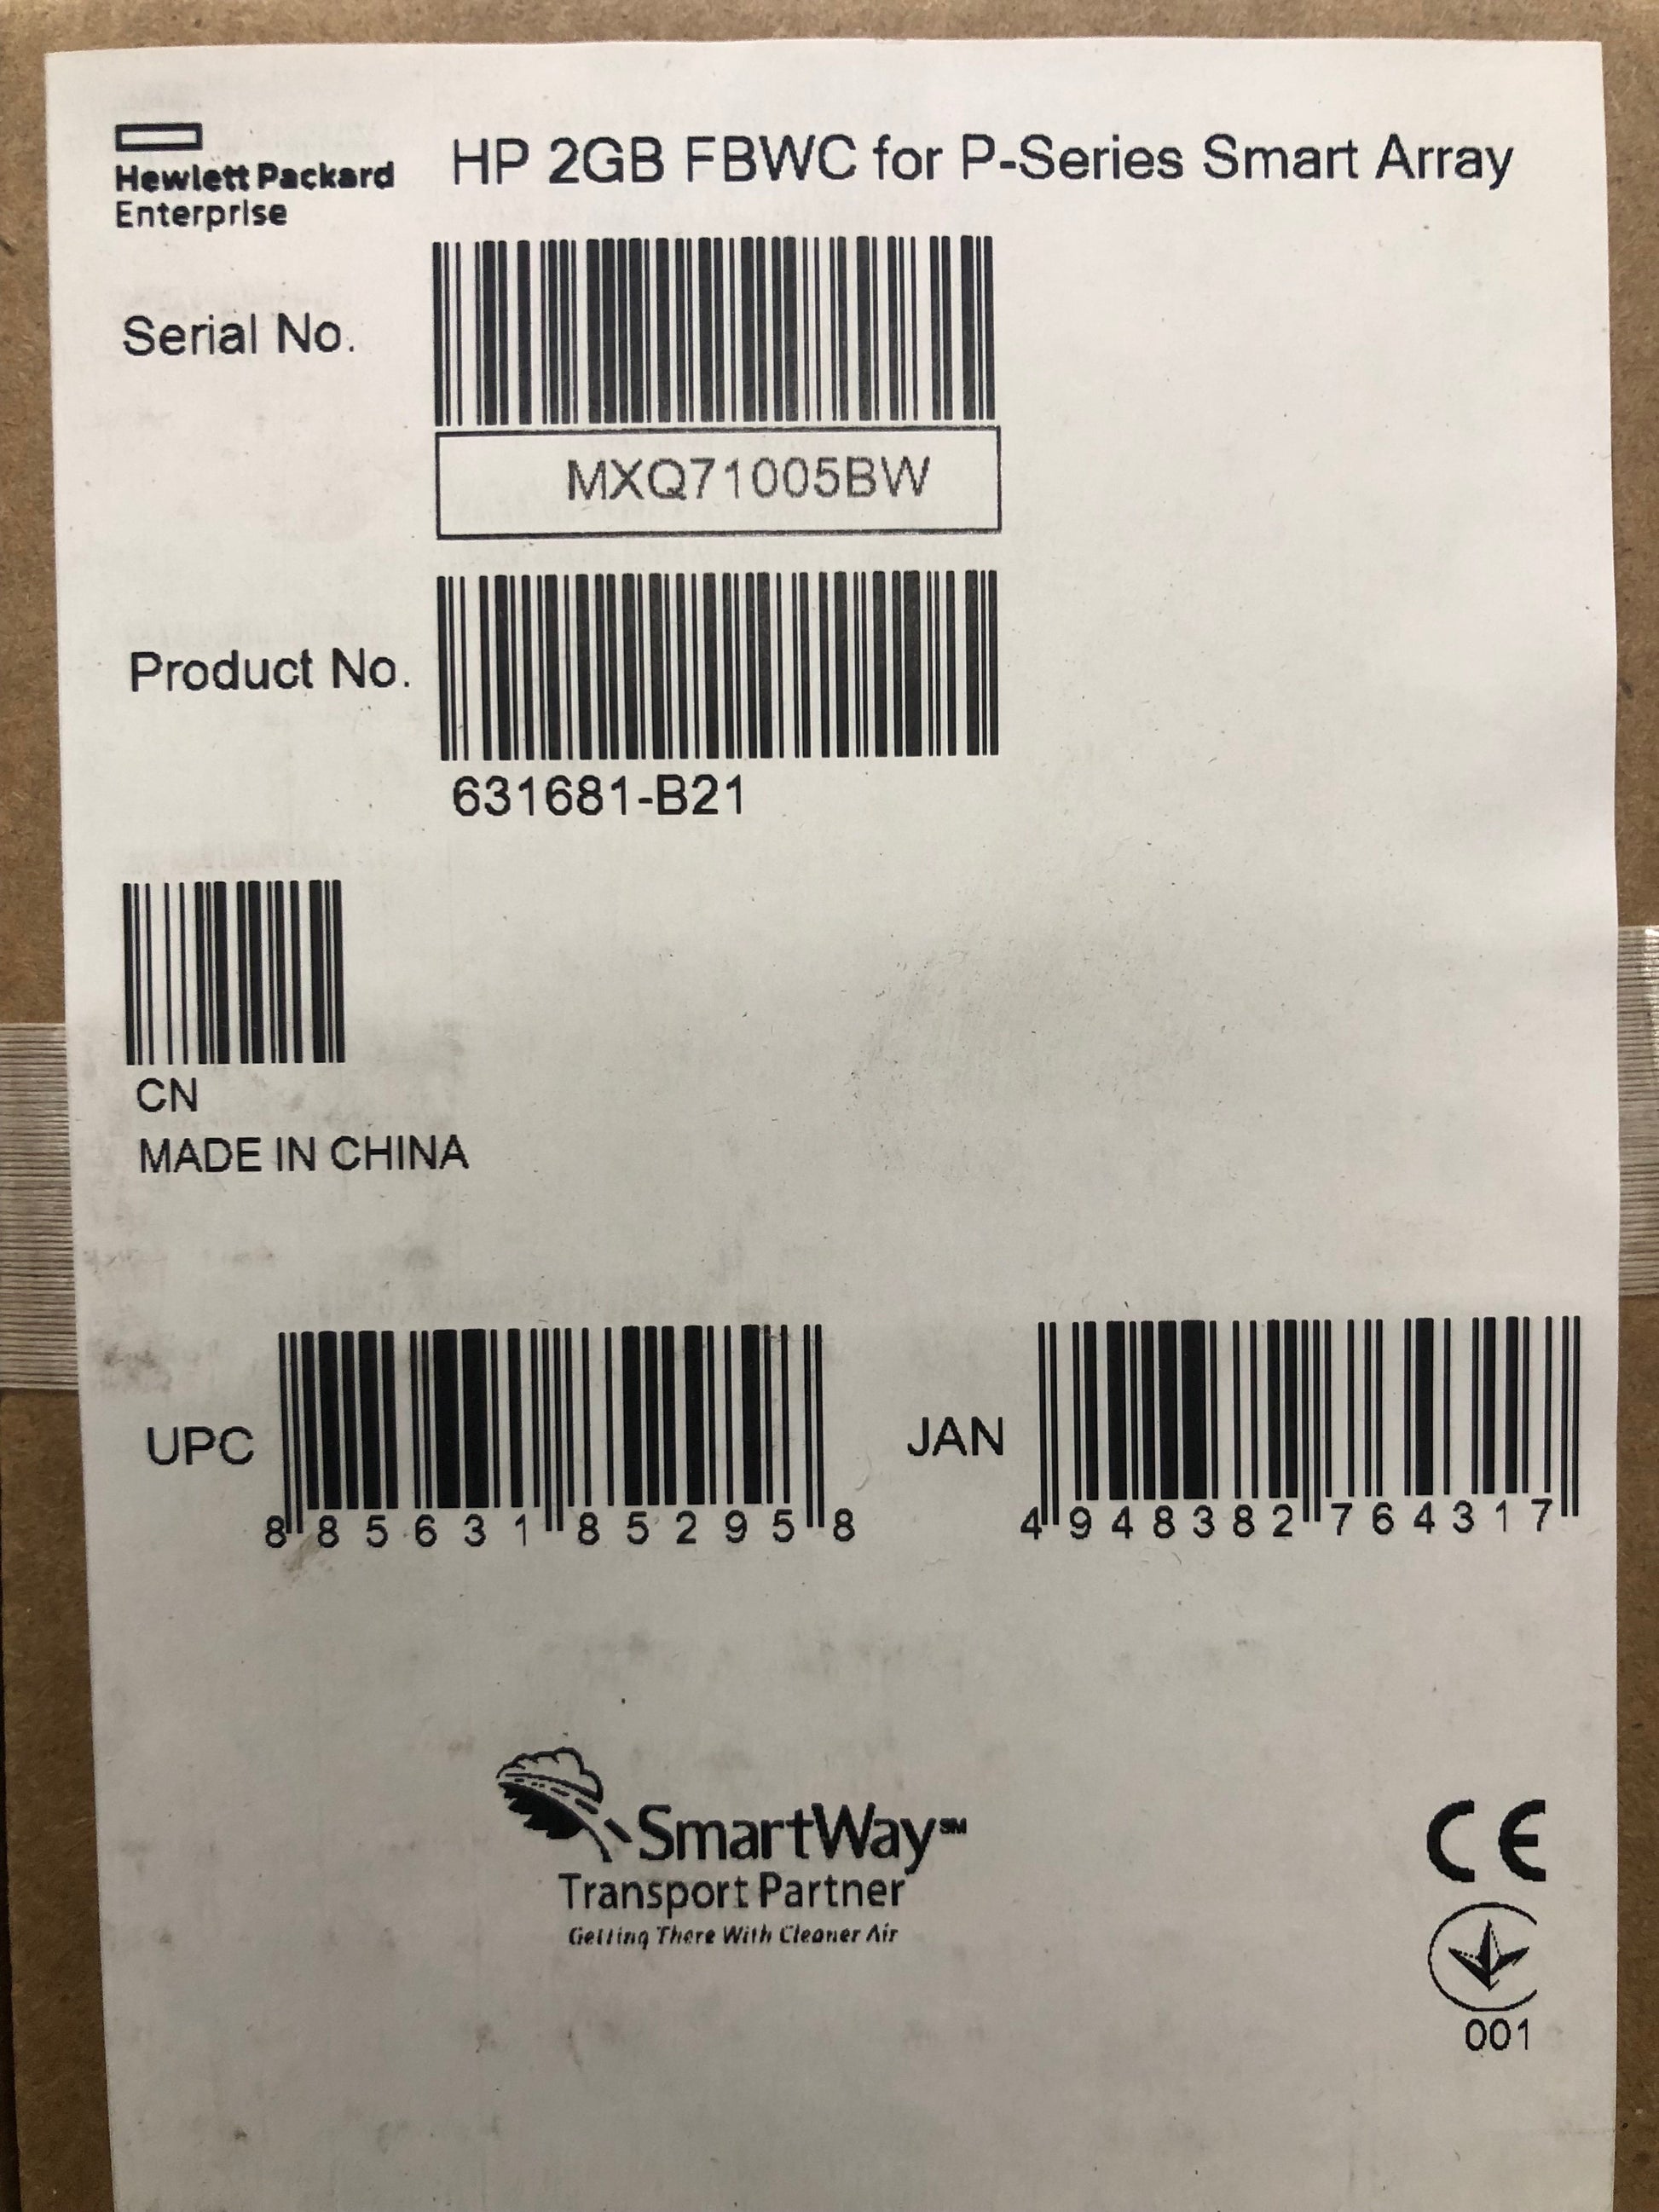 Hewlett Packard
Enterprise
HP 2GB FBWC for P-Series Smart Array
Serial No.
MXQ71005BW
Product No.
631681-B21
CN
MADE IN CHINA
UPC
8 85631 85295 8
JAN
4 948382 764317
SmartWay℠
Transport Partner
Getting There With Cleaner Air
CE
001